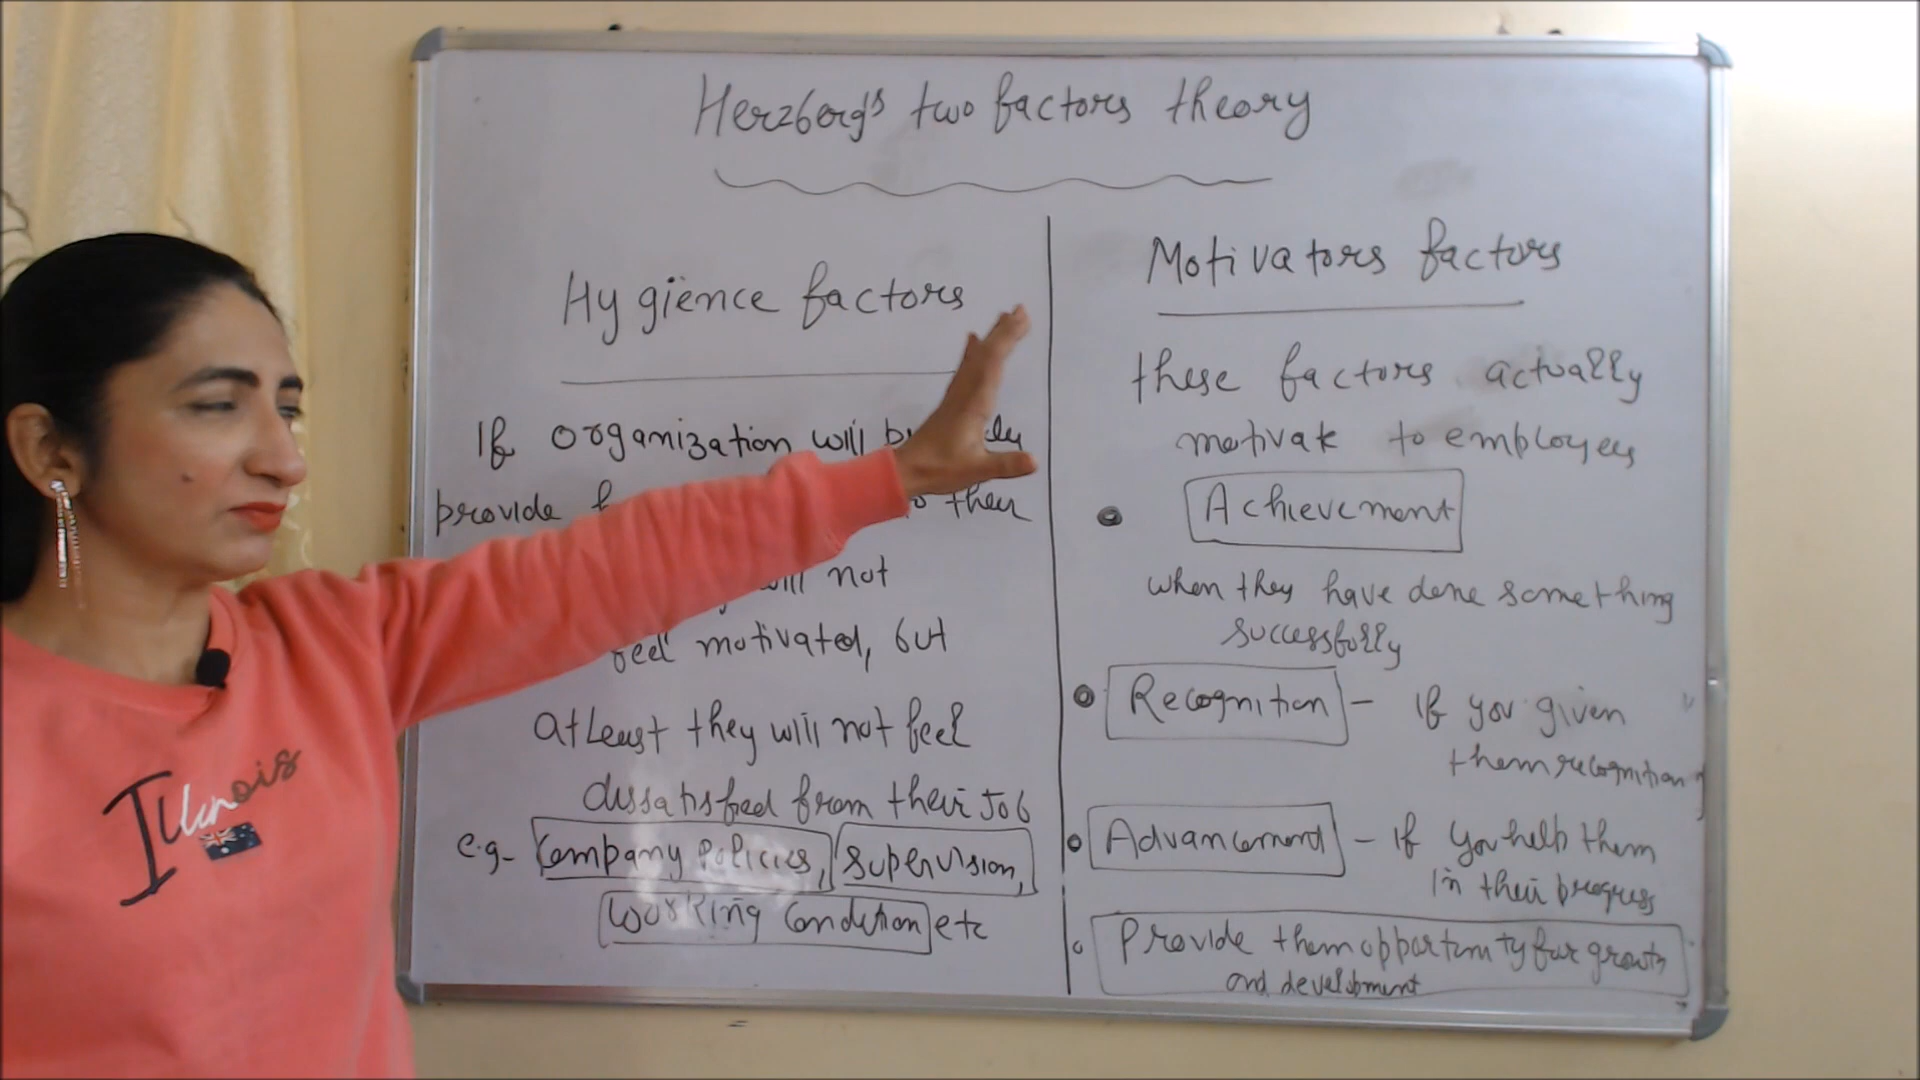 Herzberg's two factors theory
Hygience factors
If organization will
provide
their
will not
feel motivated, but
atleast they will not feel
dissatisfied from their Job
e.g- Company Policies, supervision,
Working Condition etc
Motivators factors
these factors actually
motivate to employees
Achievement
when they have done something
successfully
Recognition - If you given
them recognition
Advancement - If you help them
in their progress
Provide them opportunity for growth
and development
Illinois